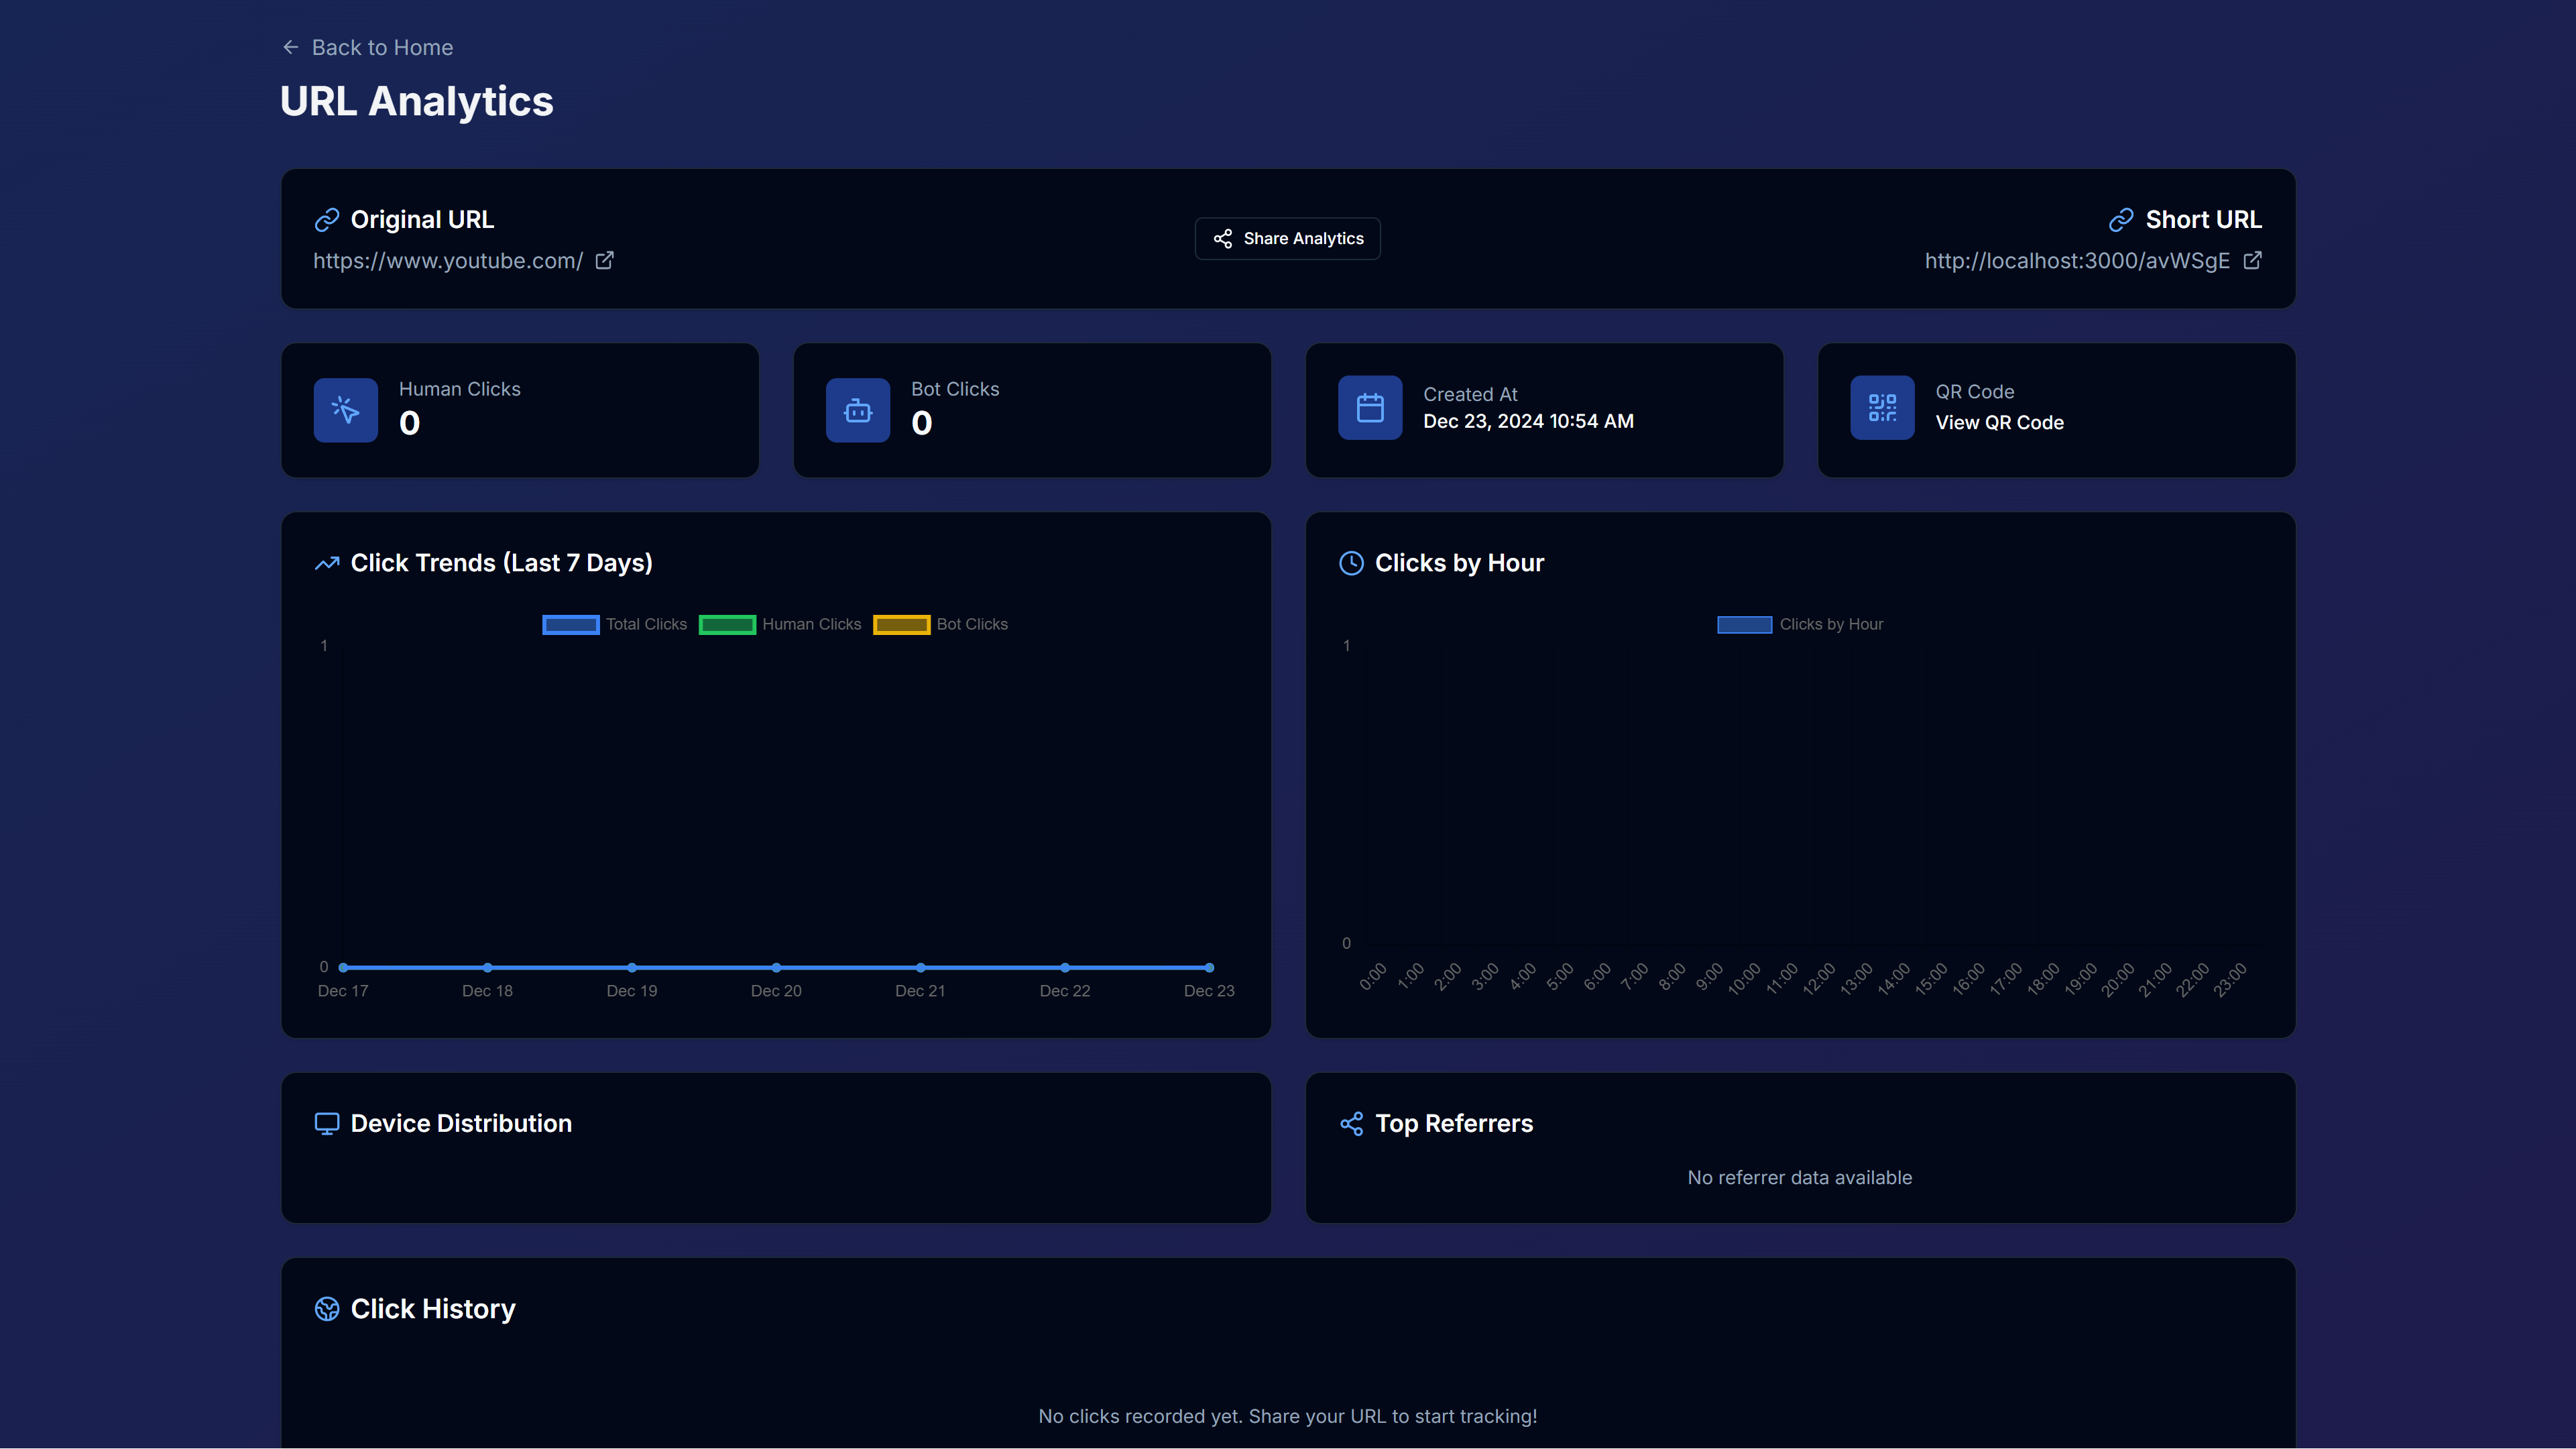 Back to Home
URL Analytics
Original URL
https://www.youtube.com/
Share Analytics
Short URL
http://localhost:3000/avWSgE
Human Clicks
0
Bot Clicks
0
Created At
Dec 23, 2024 10:54 AM
QR Code
View QR Code
Click Trends (Last 7 Days)
Total Clicks Human Clicks Bot Clicks
1
0
Dec 17 Dec 18 Dec 19 Dec 20 Dec 21 Dec 22 Dec 23
Clicks by Hour
Clicks by Hour
1
0
0:00 1:00 2:00 3:00 4:00 5:00 6:00 7:00 8:00 9:00 10:00 11:00 12:00 13:00 14:00 15:00 16:00 17:00 18:00 19:00 20:00 21:00 22:00 23:00
Device Distribution
Top Referrers
No referrer data available
Click History
No clicks recorded yet. Share your URL to start tracking!